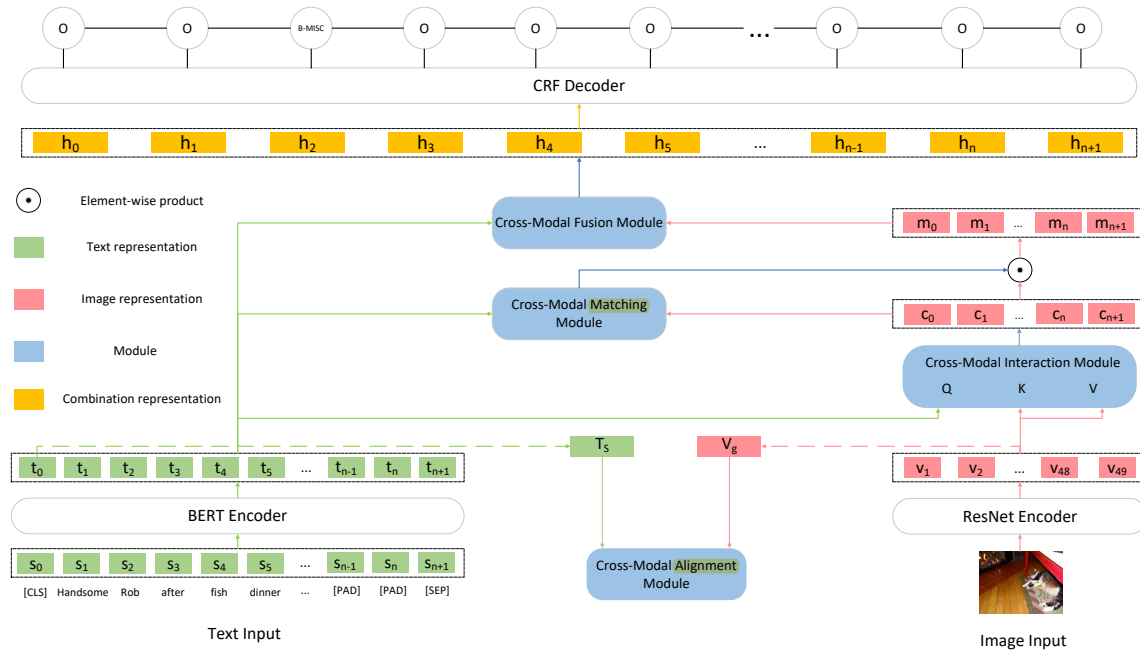 O O B-MISC O O O ... O O O
CRF Decoder
h0 h1 h2 h3 h4 h5 ... hn-1 hn hn+1
Element-wise product
Text representation
Image representation
Module
Combination representation
Cross-Modal Fusion Module
m0 m1 ... mn mn+1
Cross-Modal Matching
Module
c0 c1 ... cn cn+1
Cross-Modal Interaction Module
Q K V
TS Vg
t0 t1 t2 t3 t4 t5 ... tn-1 tn tn+1
v1 v2 ... v48 v49
BERT Encoder
ResNet Encoder
s0 s1 s2 s3 s4 s5 ... sn-1 sn sn+1
[CLS] Handsome Rob after fish dinner ... [PAD] [PAD] [SEP]
Cross-Modal Alignment
Module
Text Input
Image Input